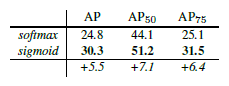 AP AP50 AP75
softmax 24.8 44.1 25.1
sigmoid 30.3 51.2 31.5
+5.5 +7.1 +6.4